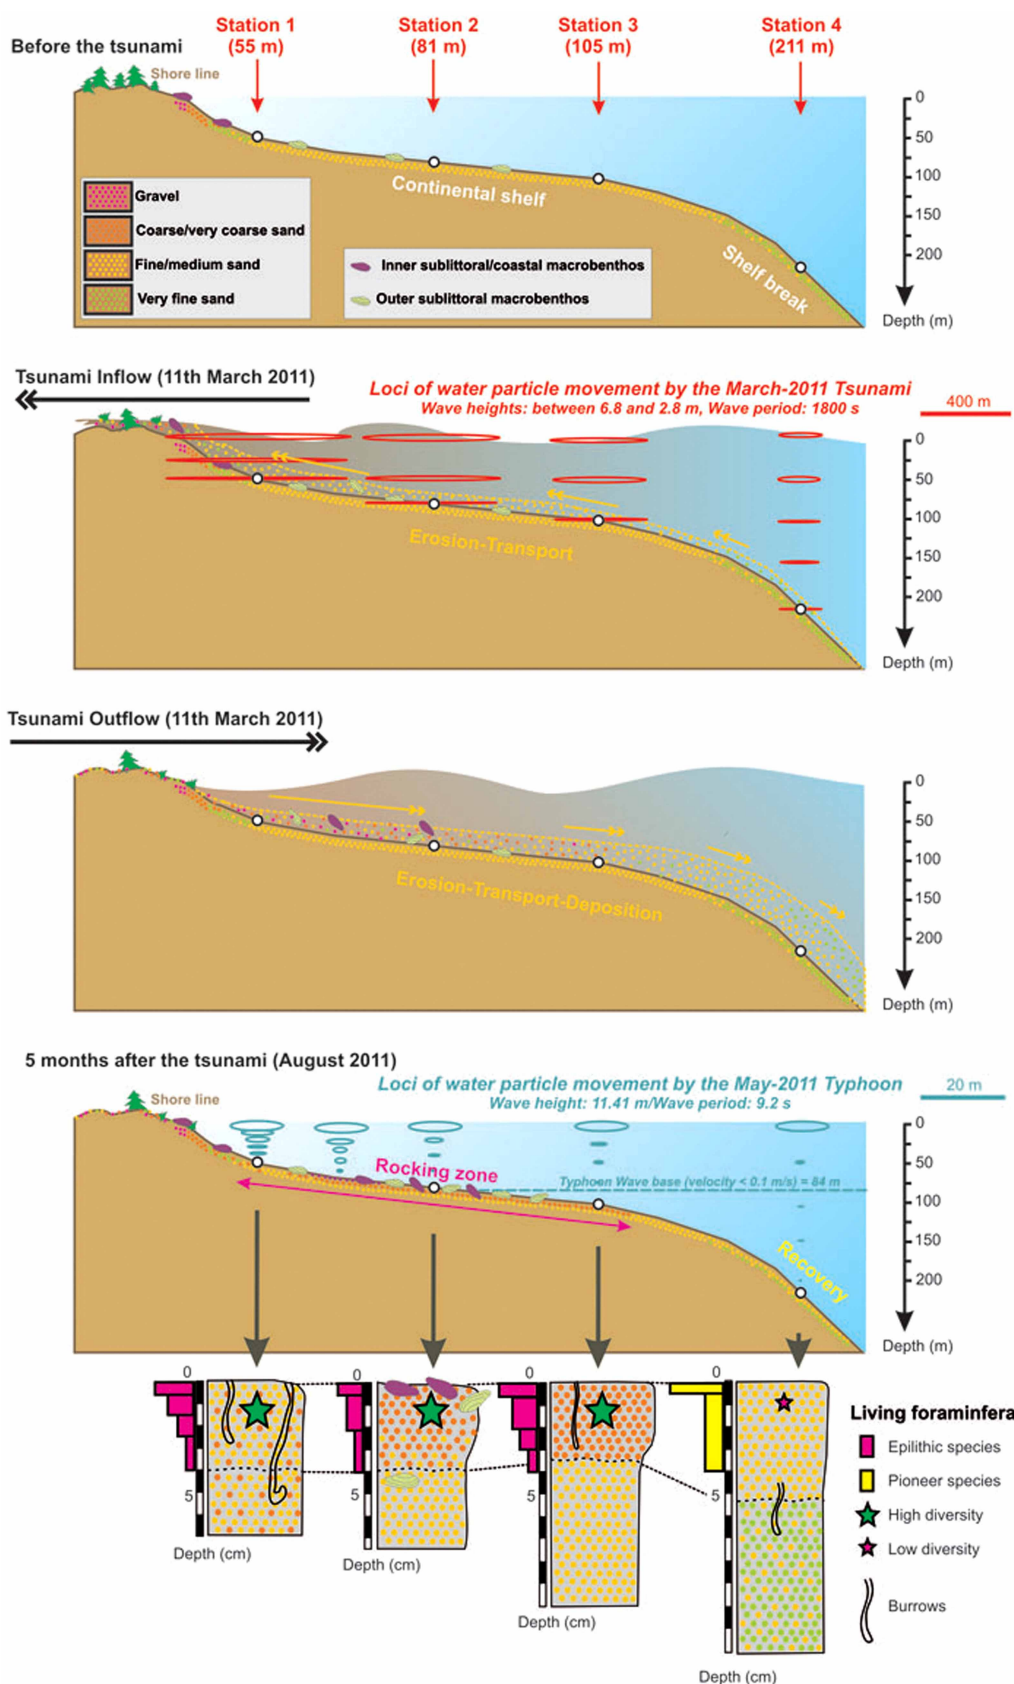 Station 1
(55 m)
Station 2
(81 m)
Station 3
(105 m)
Station 4
(211 m)
Before the tsunami
Shore line
0
50
100
150
200
Depth (m)
Continental shelf
Shelf break
Gravel
Coarse/very coarse sand
Fine/medium sand
Very fine sand
Inner sublittoral/coastal macrobenthos
Outer sublittoral macrobenthos
Tsunami Inflow (11th March 2011)
Loci of water particle movement by the March-2011 Tsunami
Wave heights: between 6.8 and 2.8 m, Wave period: 1800 s
400 m
0
50
100
150
200
Depth (m)
Erosion-Transport
Tsunami Outflow (11th March 2011)
0
50
100
150
200
Depth (m)
Erosion-Transport-Deposition
5 months after the tsunami (August 2011)
Loci of water particle movement by the May-2011 Typhoon
Wave height: 11.41 m/Wave period: 9.2 s
20 m
Shore line
Rocking zone
Typhoon Wave base (velocity < 0.1 m/s) = 84 m
Recovery
0
50
100
150
200
Depth (m)
0
5
Depth (cm)
0
5
Depth (cm)
0
5
Depth (cm)
0
5
Depth (cm)
Living foraminfera
Epilithic species
Pioneer species
High diversity
Low diversity
Burrows